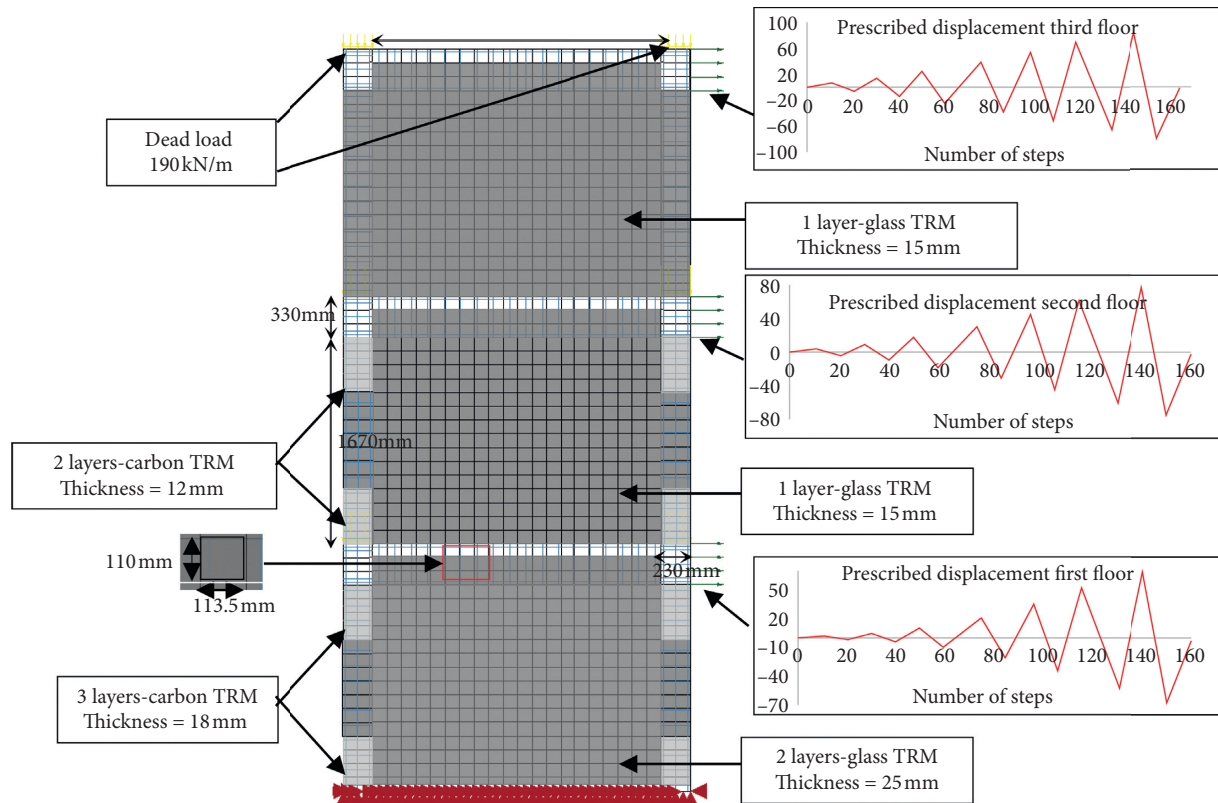 Dead load
190 kN/m
330mm
1670mm
2 layers-carbon TRM
Thickness = 12 mm
110 mm
113.5 mm
3 layers-carbon TRM
Thickness = 18 mm
230 mm
Prescribed displacement third floor
100
60
20
−20
−60
−100
0 20 40 60 80 100 120 140 160
Number of steps
1 layer-glass TRM
Thickness = 15 mm
Prescribed displacement second floor
80
40
0
−40
−80
0 20 40 60 80 100 120 140 160
Number of steps
1 layer-glass TRM
Thickness = 15 mm
Prescribed displacement first floor
50
20
−10
−40
−70
0 20 40 60 80 100 120 140 160
Number of steps
2 layers-glass TRM
Thickness = 25 mm